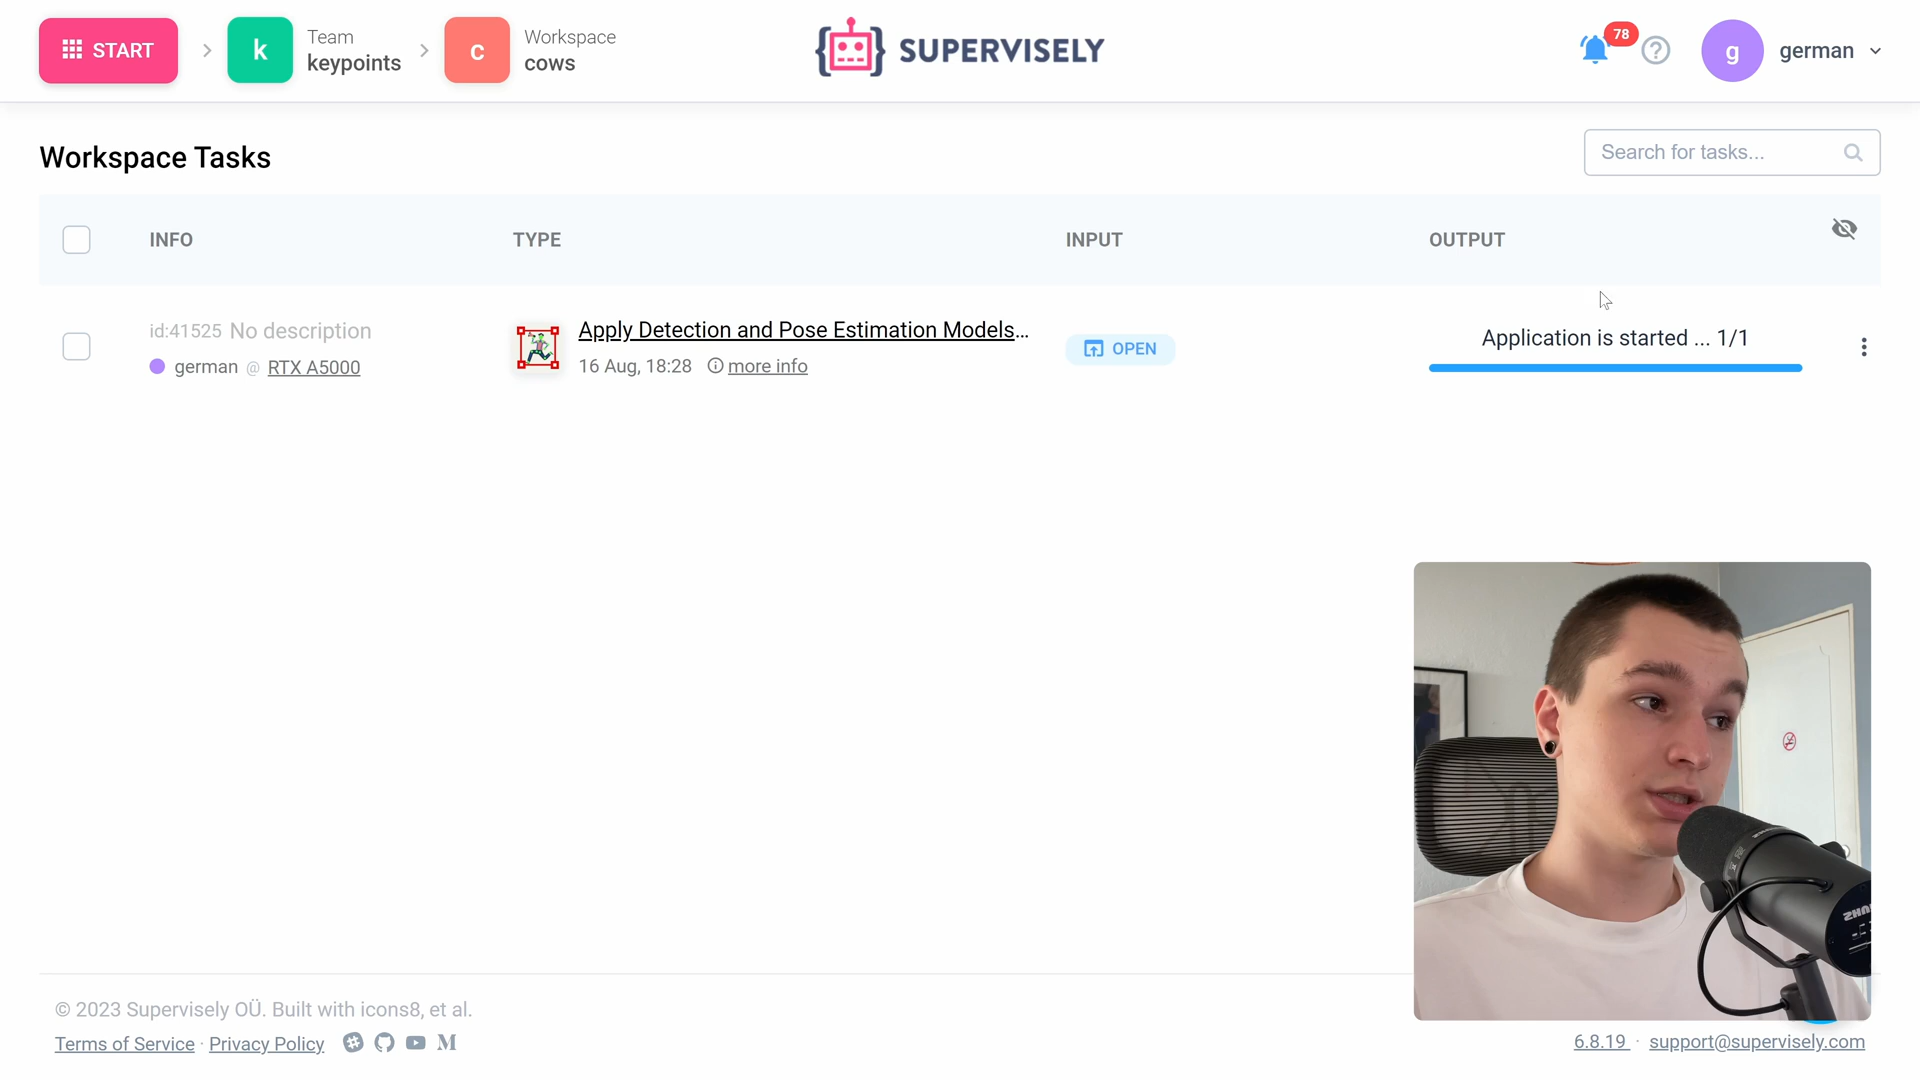 START
k
Team
keypoints
c
Workspace
cows
SUPERVISELY
78
g
german
Workspace Tasks
Search for tasks...
INFO
TYPE
INPUT
OUTPUT
id:41525 No description
german @ RTX A5000
Apply Detection and Pose Estimation Models...
16 Aug, 18:28 more info
OPEN
Application is started ... 1/1
© 2023 Supervisely OÜ. Built with icons8, et al.
Terms of Service · Privacy Policy
6.8.19 · support@supervisely.com